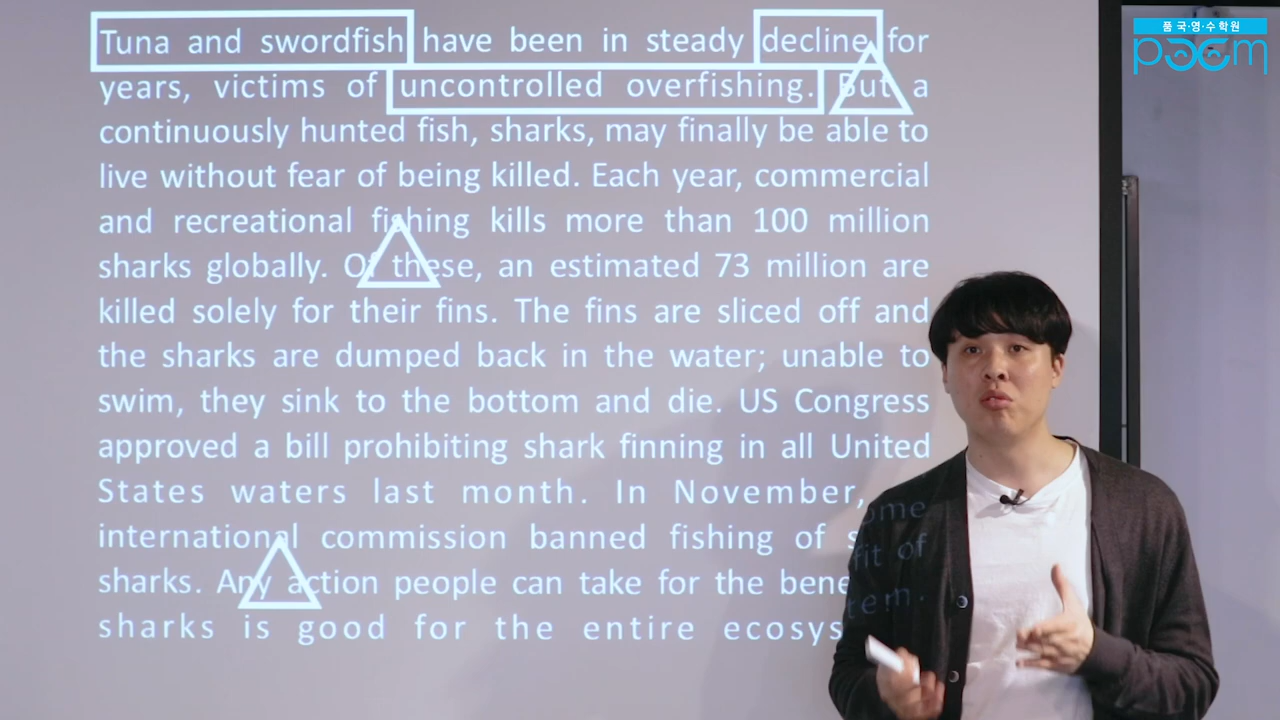 Tuna and swordfish have been in steady decline for
years, victims of uncontrolled overfishing. But a
continuously hunted fish, sharks, may finally be able to
live without fear of being killed. Each year, commercial
and recreational fishing kills more than 100 million
sharks globally. Of these, an estimated 73 million are
killed solely for their fins. The fins are sliced off and
the sharks are dumped back in the water; unable to
swim, they sink to the bottom and die. US Congress
approved a bill prohibiting shark finning in all United
States waters last month. In November,
international commission banned fishing of some
sharks. Any action people can take for the benefit of
sharks is good for the entire ecosystem.
품 국·영·수 학원
poem